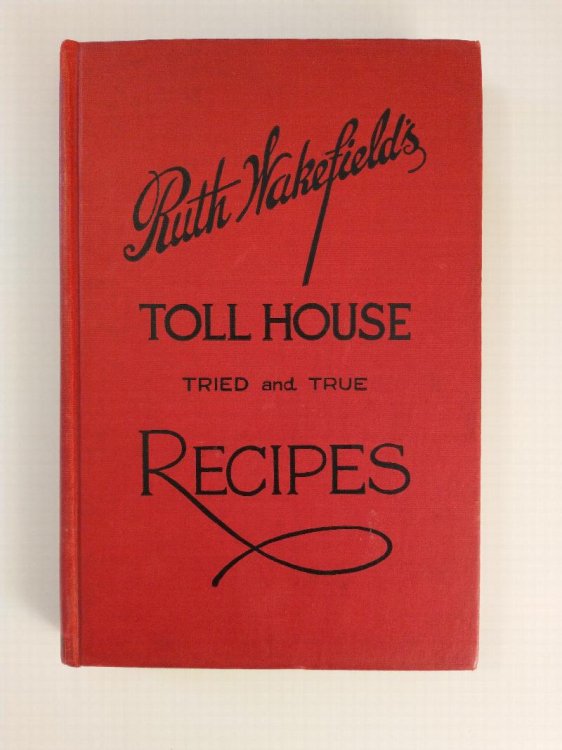 Ruth Wakefield's
TOLL HOUSE
TRIED and TRUE
RECIPES